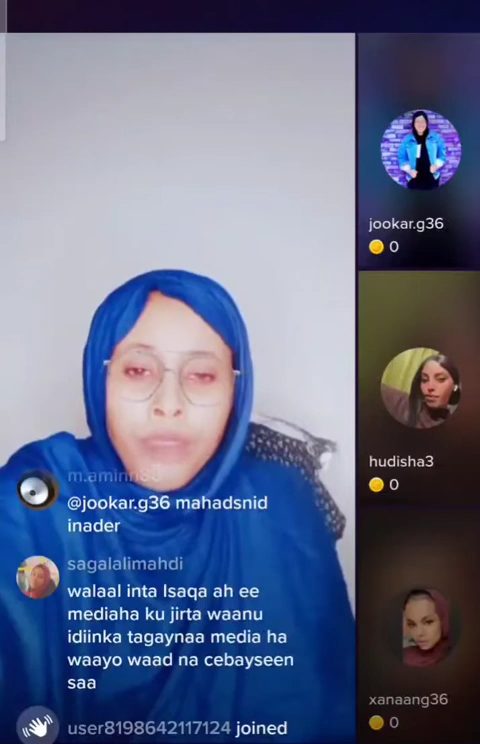 jookar.g36
0
hudisha3
0
xanaang36
0
@jookar.g36 mahadsnid
inader
sagalalimahdi
walaal inta Isaqa ah ee
mediaha ku jirta waanu
idiinka tagaynaa media ha
waayo waad na cebayseen
saa
user8198642117124 joined